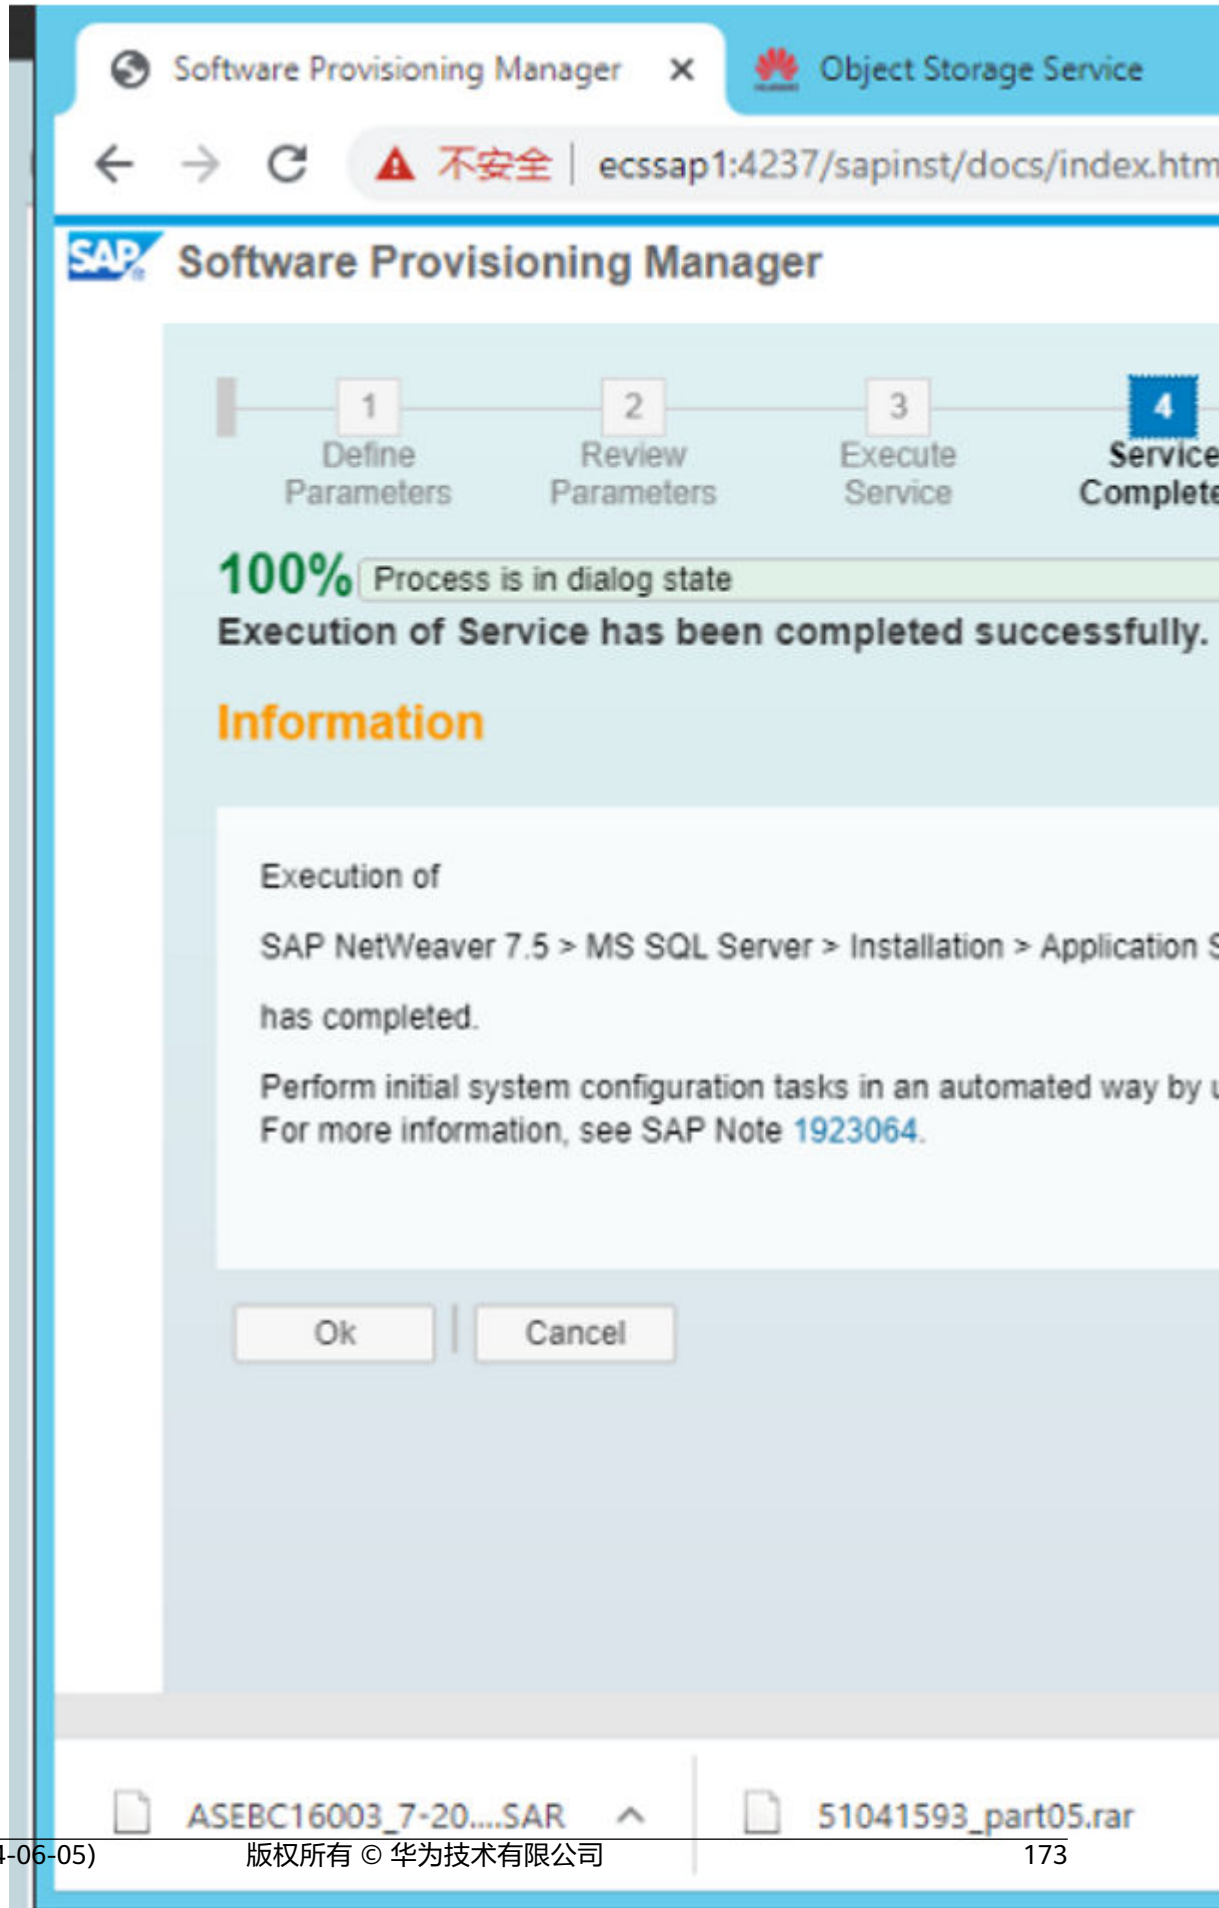 Software Provisioning Manager
Object Storage Service
不安全 ecssap1:4237/sapinst/docs/index.htm
SAP Software Provisioning Manager
1 2 3 4
Define Review Execute Service
Parameters Parameters Service Complete
100% Process is in dialog state
Execution of Service has been completed successfully.
Information
Execution of
SAP NetWeaver 7.5 > MS SQL Server > Installation > Application S
has completed.
Perform initial system configuration tasks in an automated way by u
For more information, see SAP Note 1923064.
Ok Cancel
ASEBC16003_7-20....SAR 51041593_part05.rar
-06-05) 版权所有 © 华为技术有限公司 173